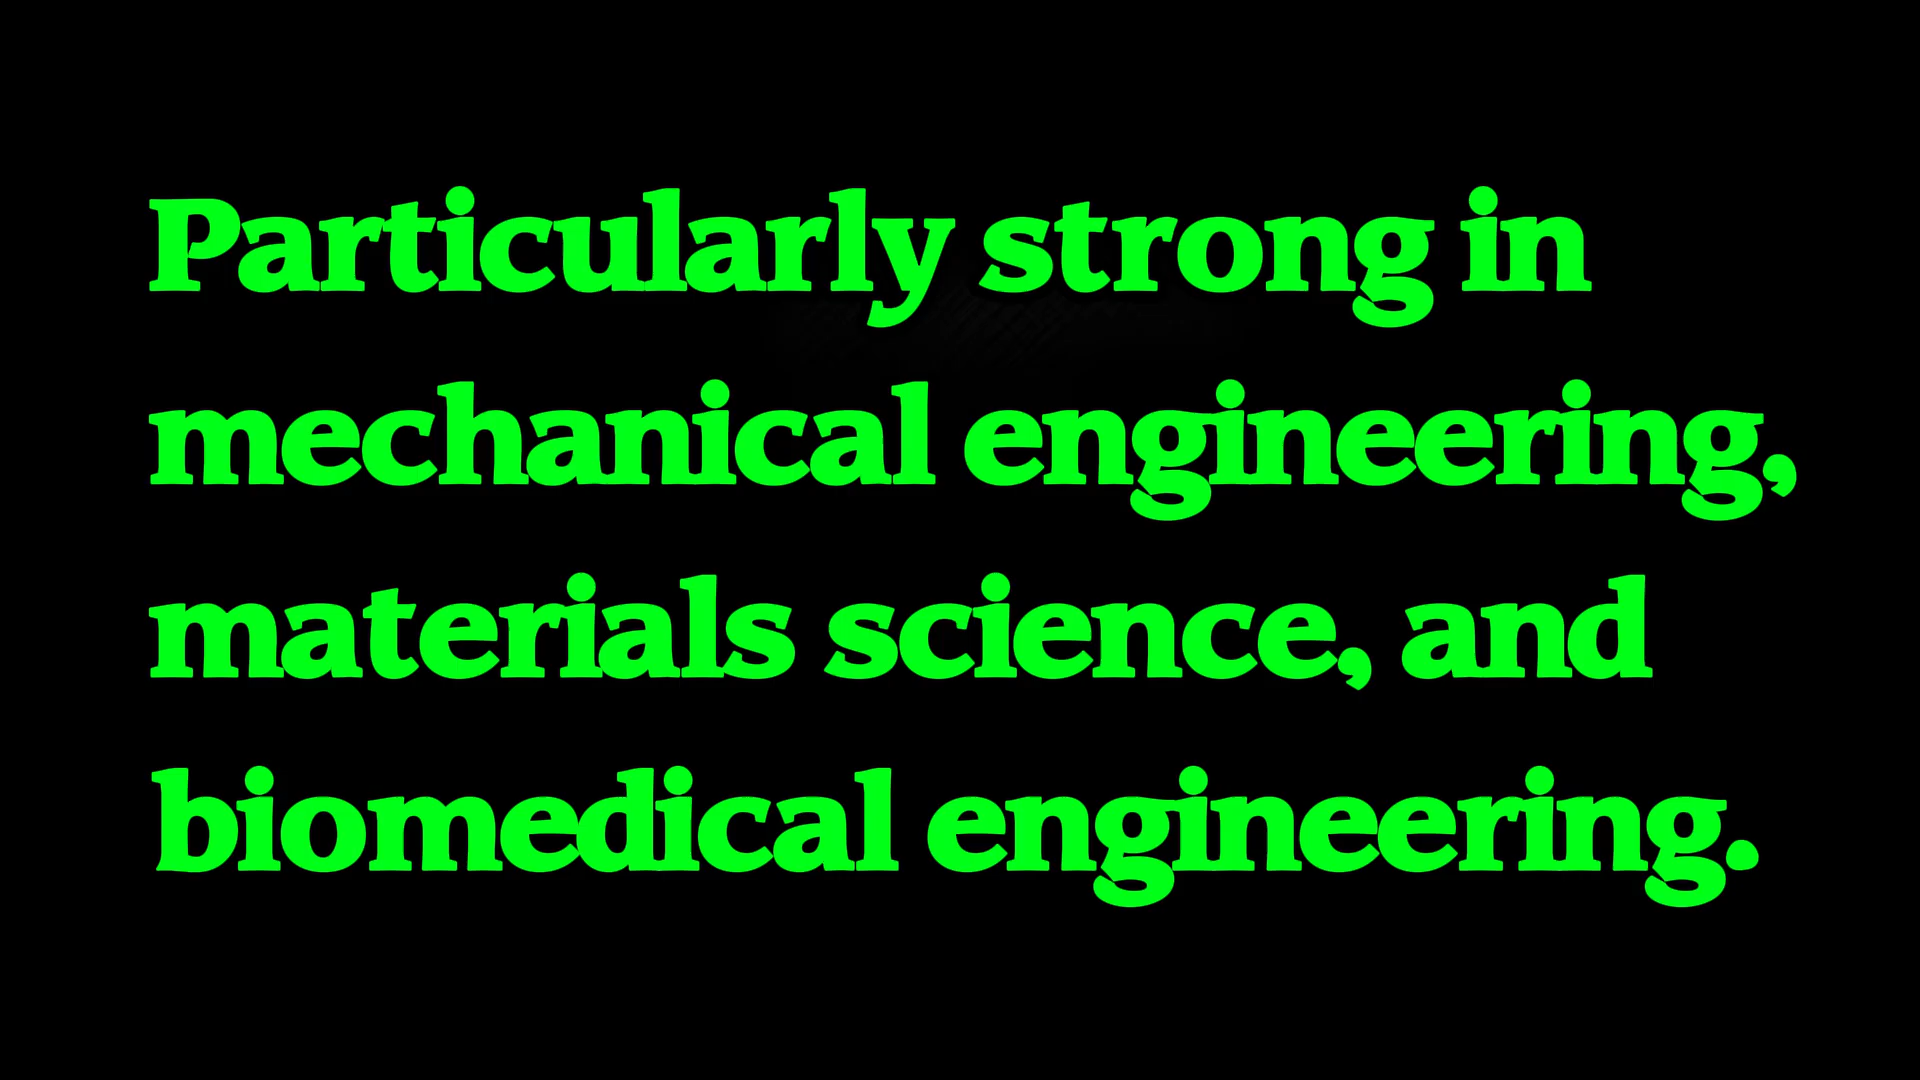 Particularly strong in
mechanical engineering,
materials science, and
biomedical engineering.